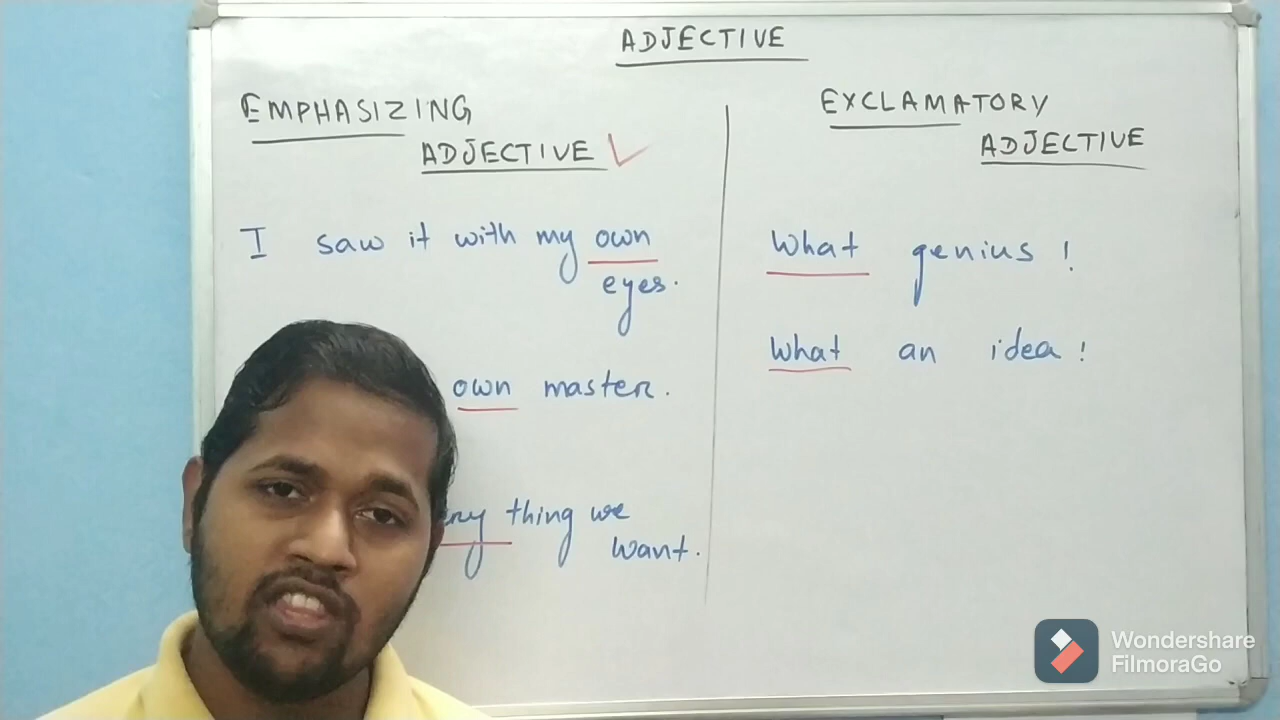 ADJECTIVE
EMPHASIZING
ADJECTIVE
I saw it with my own
eyes.
own master.
thing we
want.
EXCLAMATORY
ADJECTIVE
What genius!
What an idea!
Wondershare
FilmoraGo